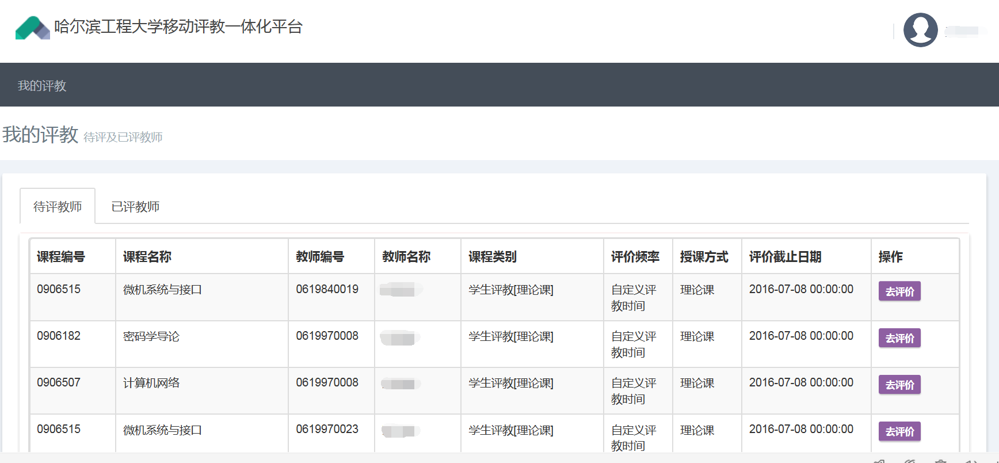 哈尔滨工程大学移动评教一体化平台
我的评教
我的评教 待评及已评教师
待评教师 已评教师
课程编号 课程名称 教师编号 教师名称 课程类别 评价频率 授课方式 评价截止日期 操作
0906515 微机系统与接口 0619840019 学生评教[理论课] 自定义评 理论课 2016-07-08 00:00:00 去评价
教时间
0906182 密码学导论 0619970008 学生评教[理论课] 自定义评 理论课 2016-07-08 00:00:00 去评价
教时间
0906507 计算机网络 0619970008 学生评教[理论课] 自定义评 理论课 2016-07-08 00:00:00 去评价
教时间
0906515 微机系统与接口 0619970023 学生评教[理论课] 自定义评 理论课 2016-07-08 00:00:00 去评价
教时间